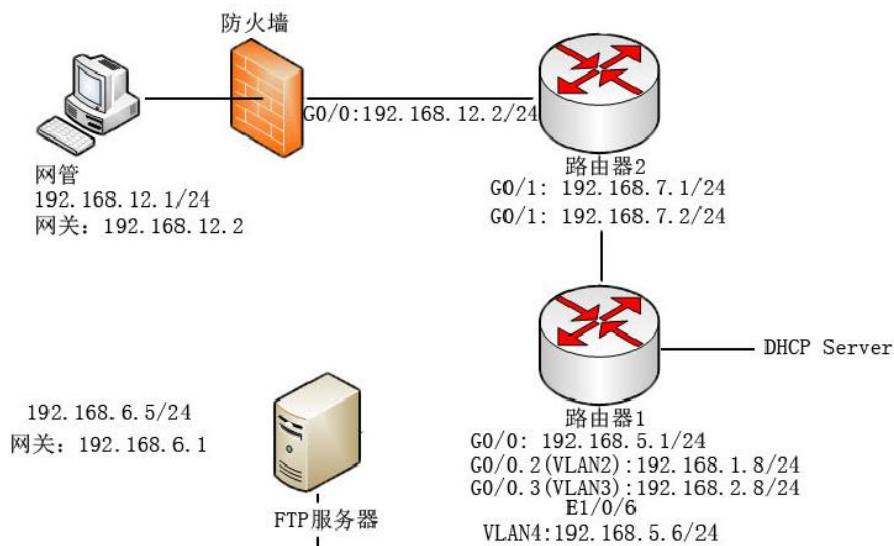 防火墙
G0/0:192.168.12.2/24
网管
192.168.12.1/24
网关: 192.168.12.2
路由器2
G0/1: 192.168.7.1/24
G0/1: 192.168.7.2/24
DHCP Server
192.168.6.5/24
网关: 192.168.6.1
FTP服务器
路由器1
G0/0: 192.168.5.1/24
G0/0.2(VLAN2):192.168.1.8/24
G0/0.3(VLAN3):192.168.2.8/24
E1/0/6
VLAN4:192.168.5.6/24